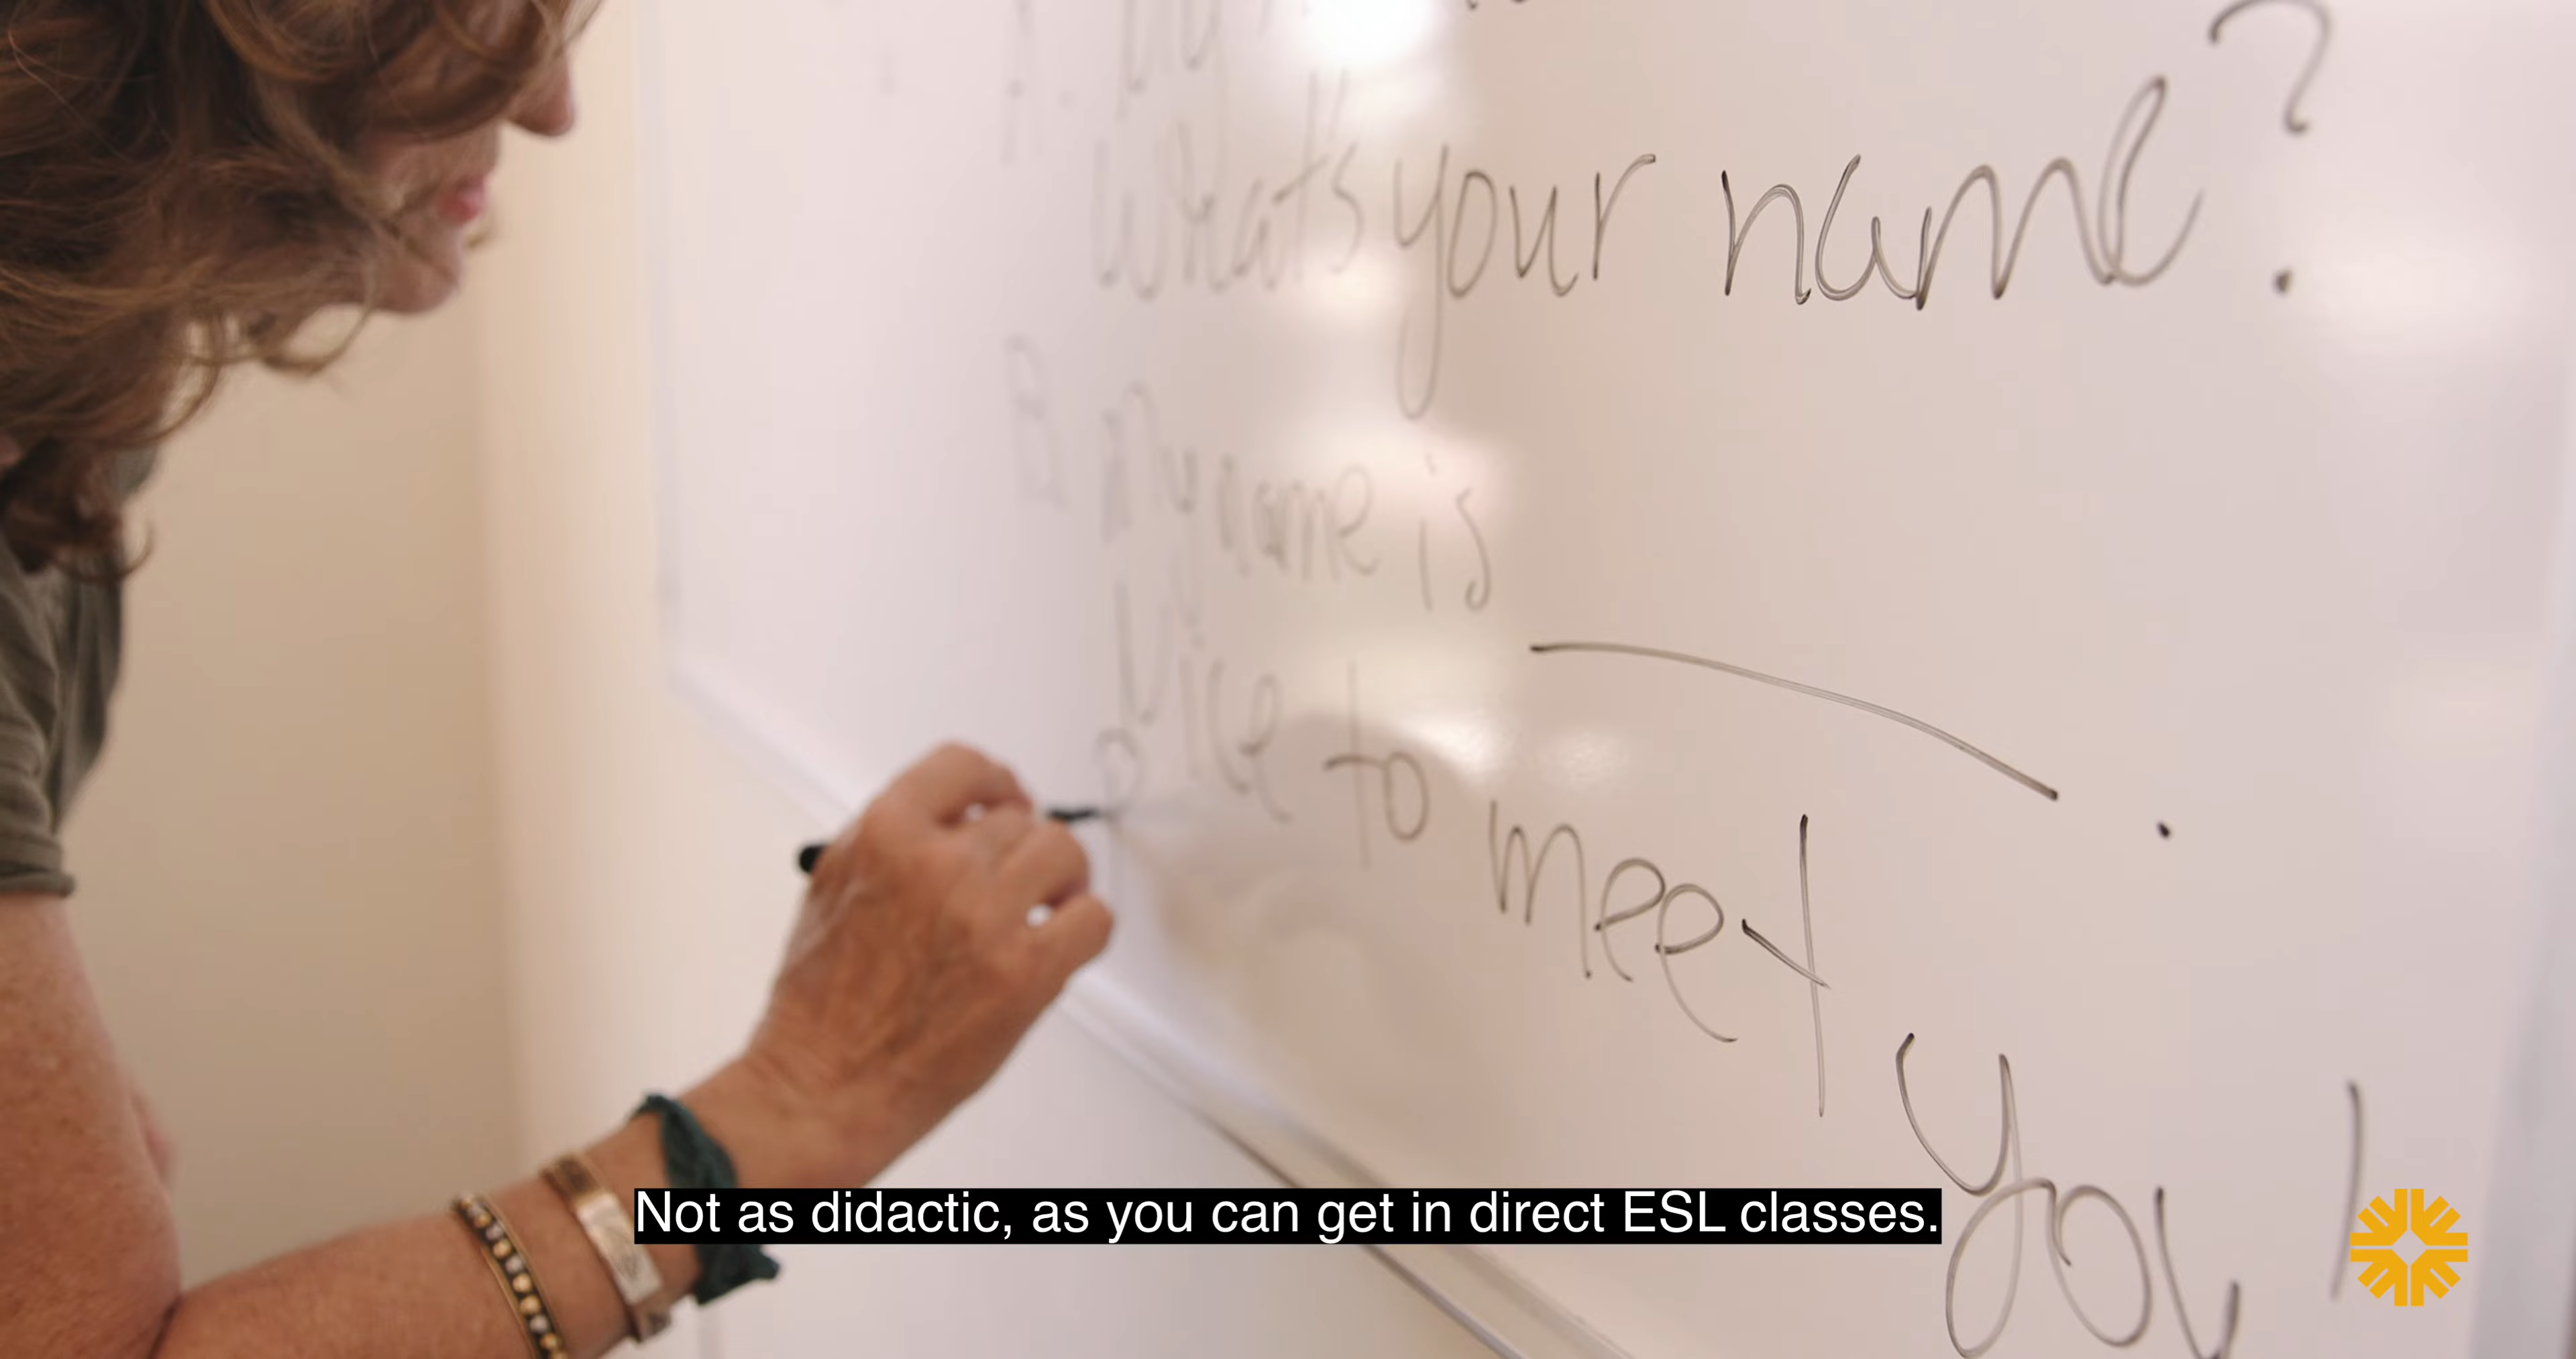 What's your name?
B. My name is
Nice to meet you!
Not as didactic, as you can get in direct ESL classes.